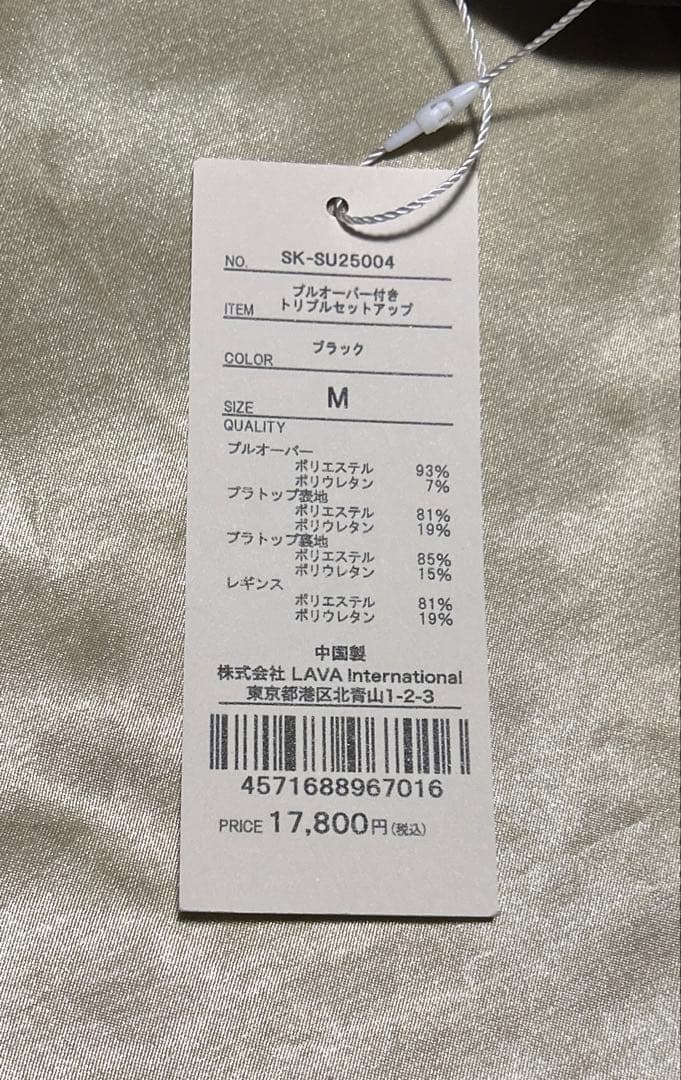 NO. SK-SU25004
プルオーバー付き
ITEM トリプルセットアップ
COLOR ブラック
SIZE M
QUALITY
プルオーバー
ポリエステル 93%
ポリウレタン 7%
ブラトップ表地
ポリエステル 81%
ポリウレタン 19%
ブラトップ裏地
ポリエステル 85%
ポリウレタン 15%
レギンス
ポリエステル 81%
ポリウレタン 19%
中国製
株式会社 LAVA International
東京都港区北青山1-2-3
4571688967016
PRICE 17,800円(税込)